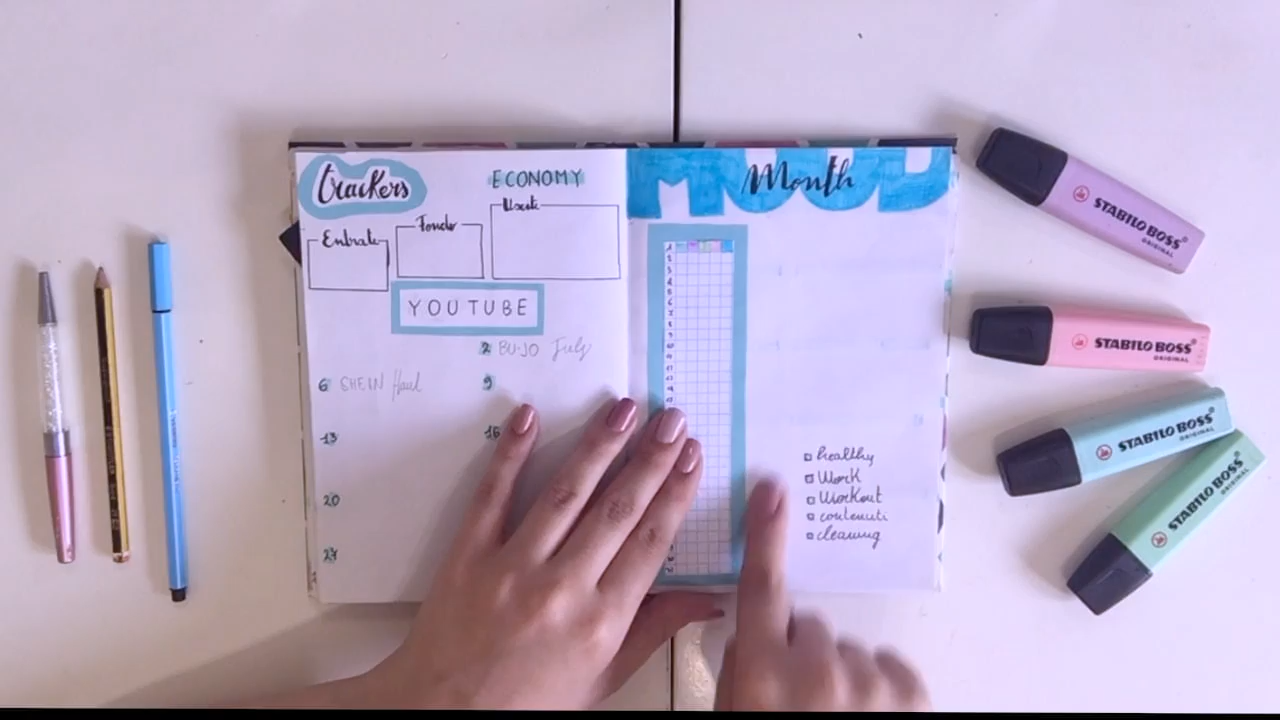 Trackers
ECONOMY
Entrate
Fondo
Uscite
YOUTUBE
2 BUJO July
6 SHEIN Haul
9
13
16
20
27
MOOD
Month
healthy
Work
Workout
contenuti
cleaning
STABILO BOSS
ORIGINAL
STABILO BOSS
ORIGINAL
STABILO BOSS
ORIGINAL
STABILO BOSS
ORIGINAL